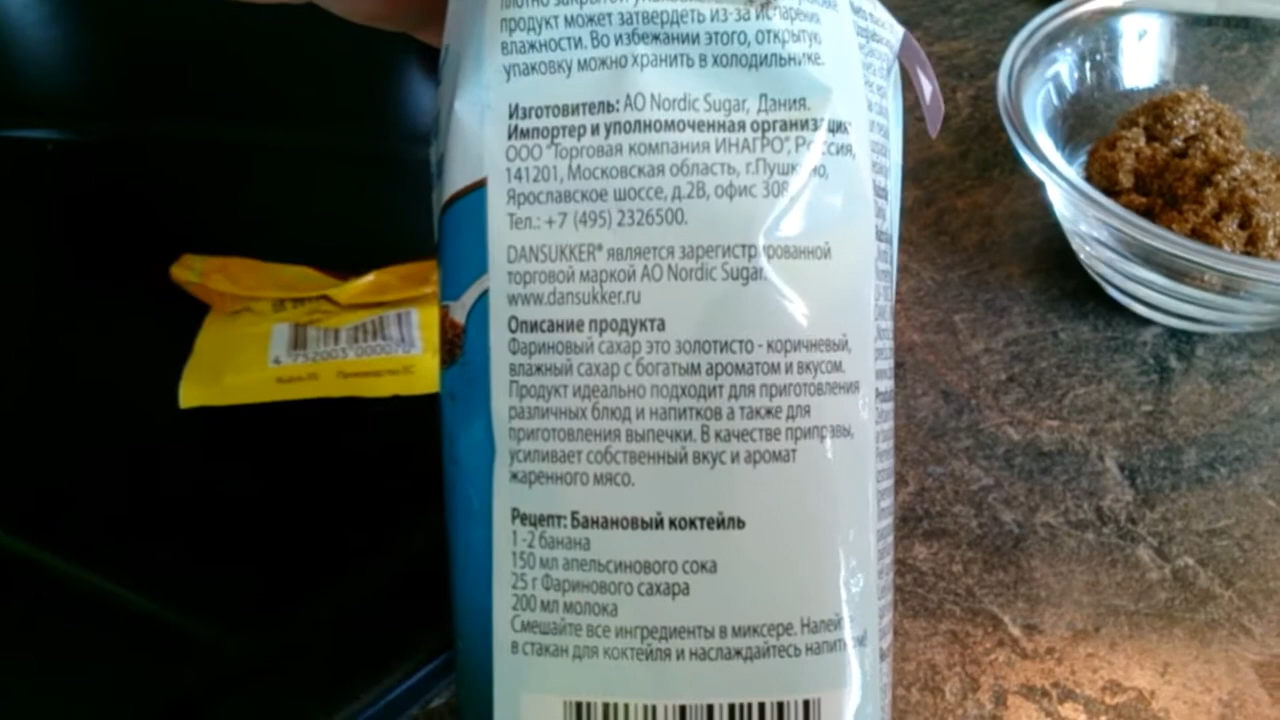 плотно закрытой
продукт может затвердеть из-за испарения
влажности. Во избежании этого, открытую
упаковку можно хранить в холодильнике.
Изготовитель: АО Nordic Sugar, Дания.
Импортер и уполномоченная организация:
ООО "Торговая компания ИНАГРО", Россия,
141201, Московская область, г.Пушкино,
Ярославское шоссе, д.2В, офис 308.
Тел.: +7 (495) 2326500.
DANSUKKER® является зарегистрированной
торговой маркой АО Nordic Sugar.
www.dansukker.ru
Описание продукта
Фариновый сахар это золотисто - коричневый,
влажный сахар с богатым ароматом и вкусом.
Продукт идеально подходит для приготовления
различных блюд и напитков а также для
приготовления выпечки. В качестве приправы,
усиливает собственный вкус и аромат
жаренного мясо.
Рецепт: Банановый коктейль
1-2 банана
150 мл апельсинового сока
25 г Фаринового сахара
200 мл молока
Смешайте все ингредиенты в миксере. Налейте
в стакан для коктейля и наслаждайтесь напитком!